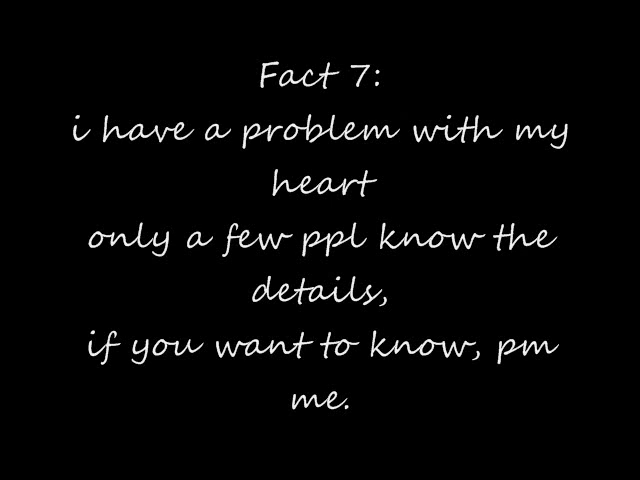 Fact 7:
i have a problem with my
heart
only a few ppl know the
details,
if you want to know, pm
me.